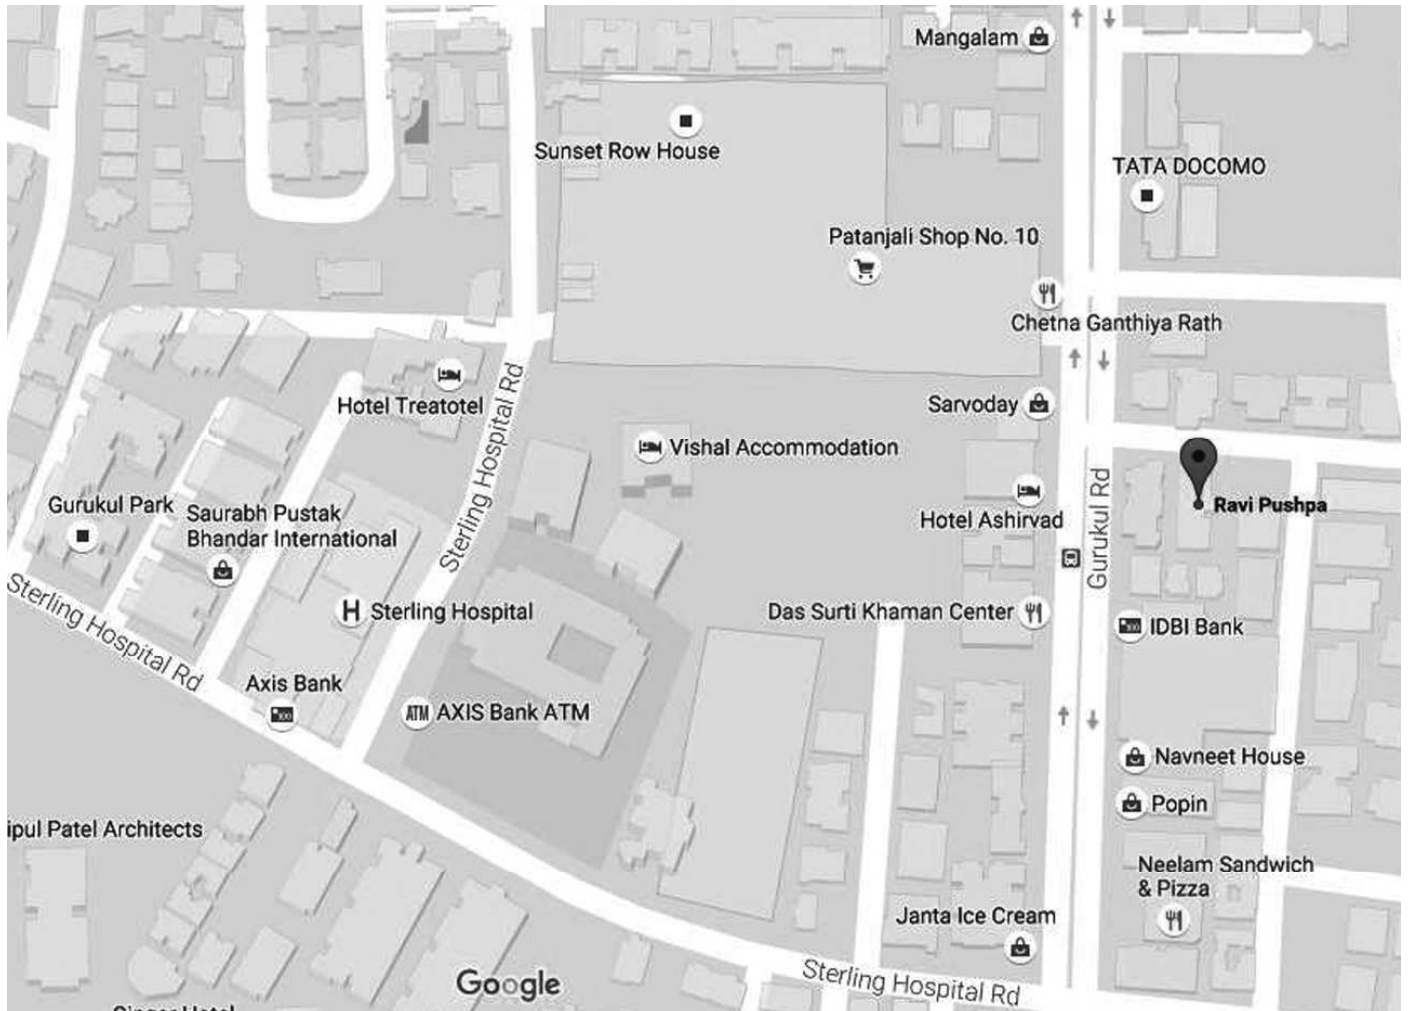 Mangalam
Sunset Row House
TATA DOCOMO
Patanjali Shop No. 10
Chetna Ganthiya Rath
Hotel Treatotel
Sterling Hospital Rd
Sarvoday
Vishal Accommodation
Gurukul Park
Saurabh Pustak
Bhandar International
Hotel Ashirvad
Gurukul Rd
Ravi Pushpa
Sterling Hospital Rd
H Sterling Hospital
Das Surti Khaman Center
IDBI Bank
Axis Bank
ATM AXIS Bank ATM
Navneet House
Popin
ipul Patel Architects
Neelam Sandwich
& Pizza
Janta Ice Cream
Google
Sterling Hospital Rd